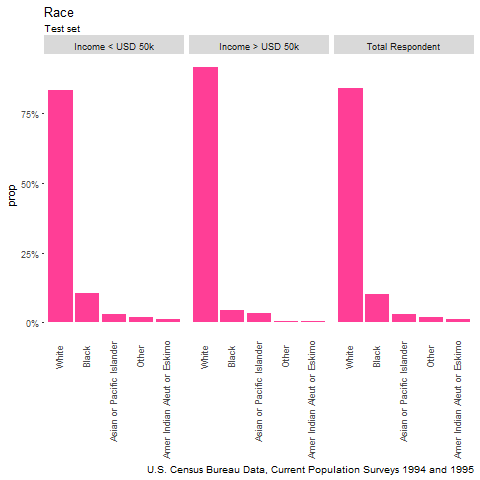 Race
Test set
Income < USD 50k
Income > USD 50k
Total Respondent
prop
75%
50%
25%
0%
White
Black
Asian or Pacific Islander
Other
Amer Indian Aleut or Eskimo
White
Black
Asian or Pacific Islander
Other
Amer Indian Aleut or Eskimo
White
Black
Asian or Pacific Islander
Other
Amer Indian Aleut or Eskimo
U.S. Census Bureau Data, Current Population Surveys 1994 and 1995